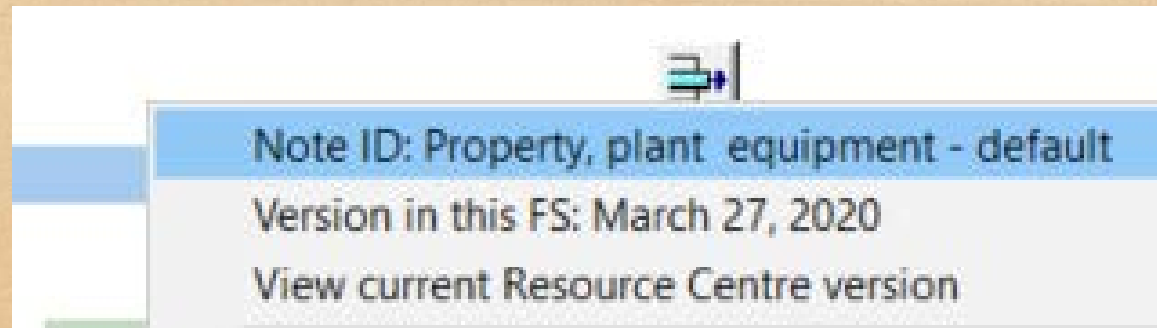 Note ID: Property, plant  equipment - default
Version in this FS: March 27, 2020
View current Resource Centre version